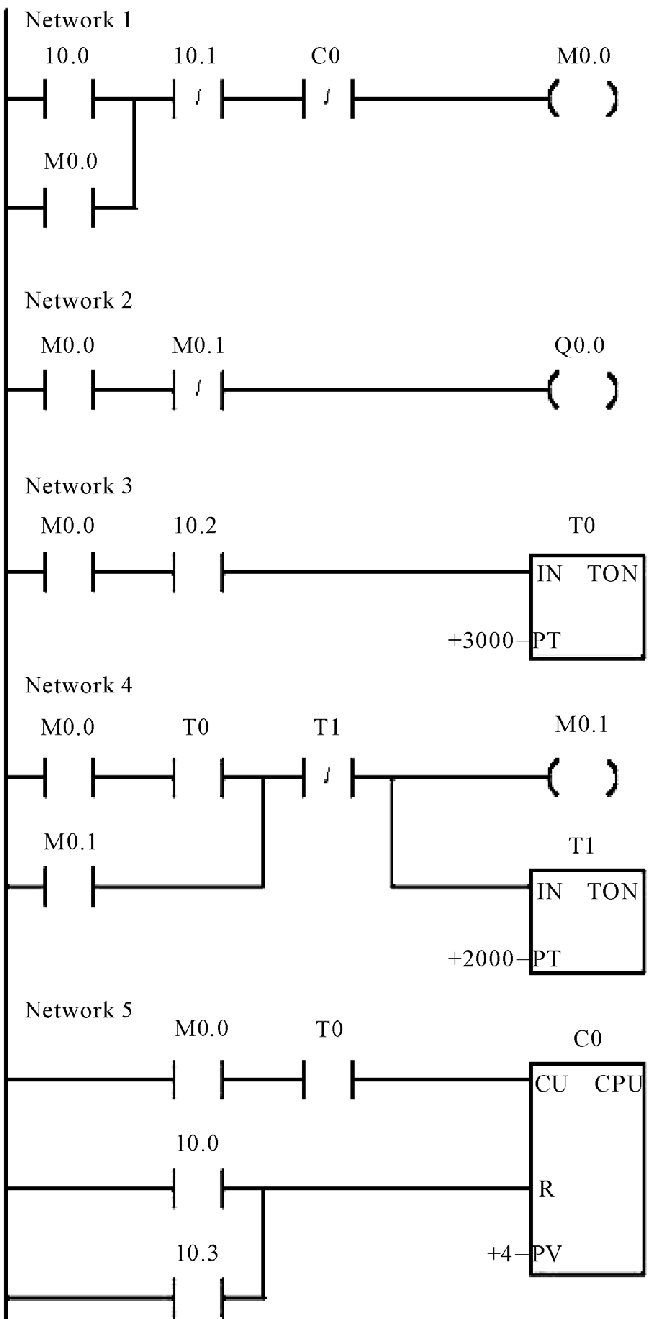 Network 1
10.0 10.1 C0 M0.0
M0.0
Network 2
M0.0 M0.1 Q0.0
Network 3
M0.0 10.2 T0
IN TON
+3000 PT
Network 4
M0.0 T0 T1 M0.1
M0.1
T1
IN TON
+2000 PT
Network 5
M0.0 T0
C0
CU CPU
10.0
R
10.3
+4 PV